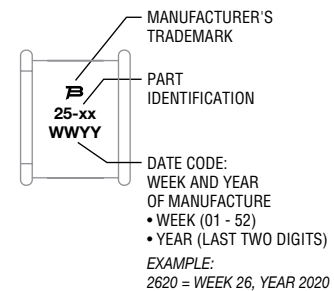 MANUFACTURER'S
TRADEMARK
PART
IDENTIFICATION
25-xx
WWYY
DATE CODE:
WEEK AND YEAR
OF MANUFACTURE
• WEEK (01 - 52)
• YEAR (LAST TWO DIGITS)
EXAMPLE:
2620 = WEEK 26, YEAR 2020